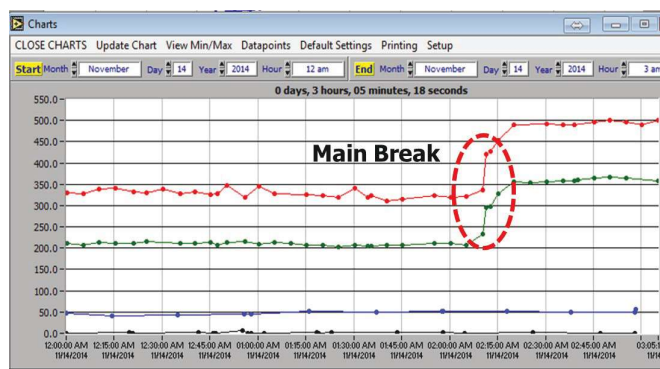 Charts
CLOSE CHARTS Update Chart View Min/Max Datapoints Default Settings Printing Setup
Start Month November Day 14 Year 2014 Hour 12 am End Month November Day 14 Year 2014 Hour 3 am
0 days, 3 hours, 05 minutes, 18 seconds
550.0
500.0
450.0
400.0
350.0
300.0
250.0
200.0
150.0
100.0
50.0
0.0
Main Break
12:00:00 AM 12:15:00 AM 12:30:00 AM 12:45:00 AM 01:00:00 AM 01:15:00 AM 01:30:00 AM 01:45:00 AM 02:00:00 AM 02:15:00 AM 02:30:00 AM 02:45:00 AM 03:05:1
11/14/2014 11/14/2014 11/14/2014 11/14/2014 11/14/2014 11/14/2014 11/14/2014 11/14/2014 11/14/2014 11/14/2014 11/14/2014 11/14/2014 11/14